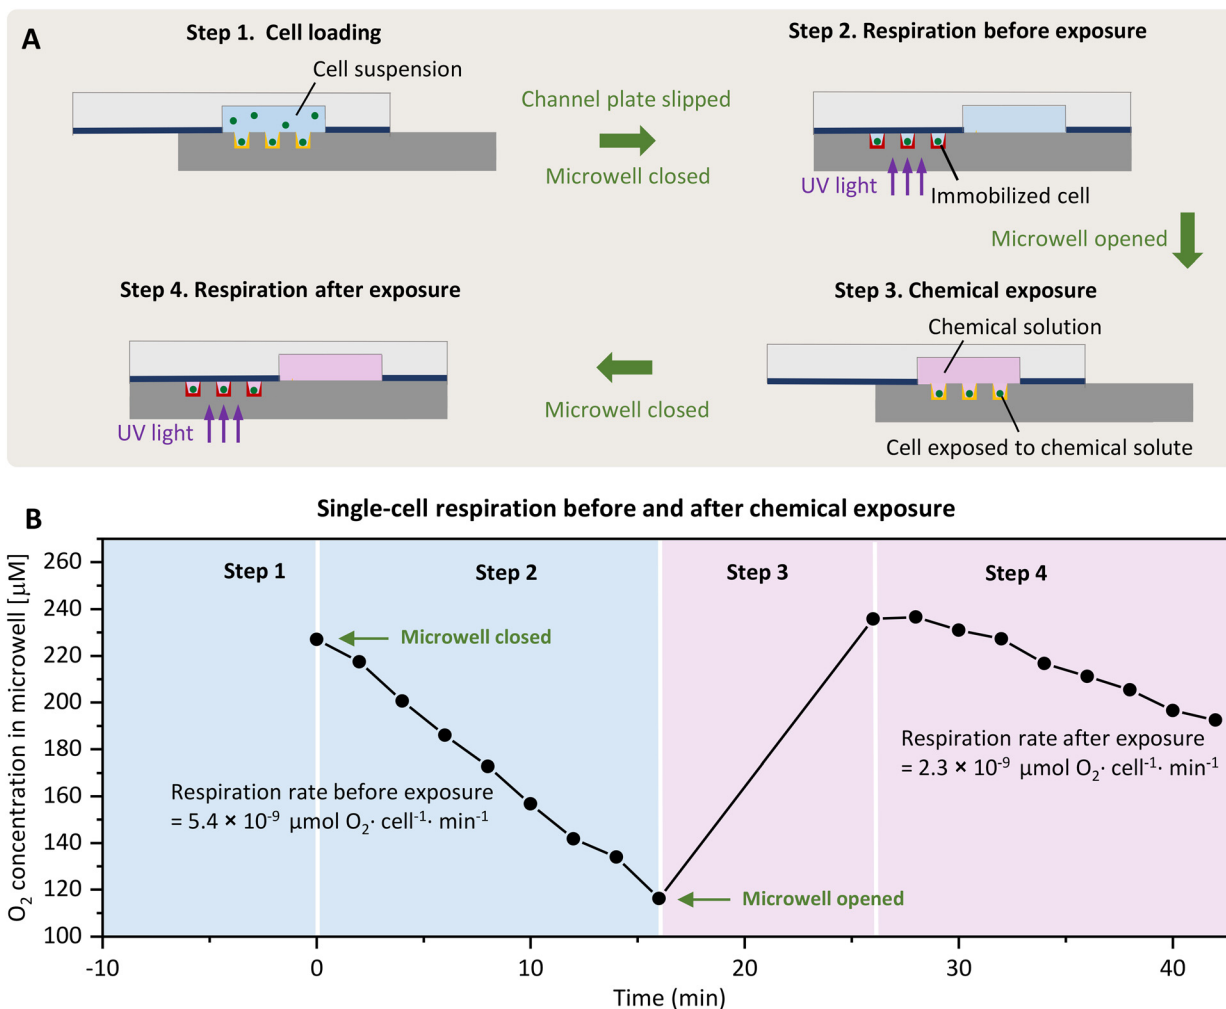 A
Step 1. Cell loading
Cell suspension
Channel plate slipped
Microwell closed
Step 2. Respiration before exposure
UV light
Immobilized cell
Microwell opened
Step 3. Chemical exposure
Chemical solution
Cell exposed to chemical solute
Microwell closed
Step 4. Respiration after exposure
UV light
B
Single-cell respiration before and after chemical exposure
O₂ concentration in microwell [μM]
260
240
220
200
180
160
140
120
100
Step 1
Step 2
Step 3
Step 4
Microwell closed
Respiration rate before exposure
= 5.4 × 10⁻⁹ μmol O₂· cell⁻¹· min⁻¹
Microwell opened
Respiration rate after exposure
= 2.3 × 10⁻⁹ μmol O₂· cell⁻¹· min⁻¹
-10 0 10 20 30 40
Time (min)